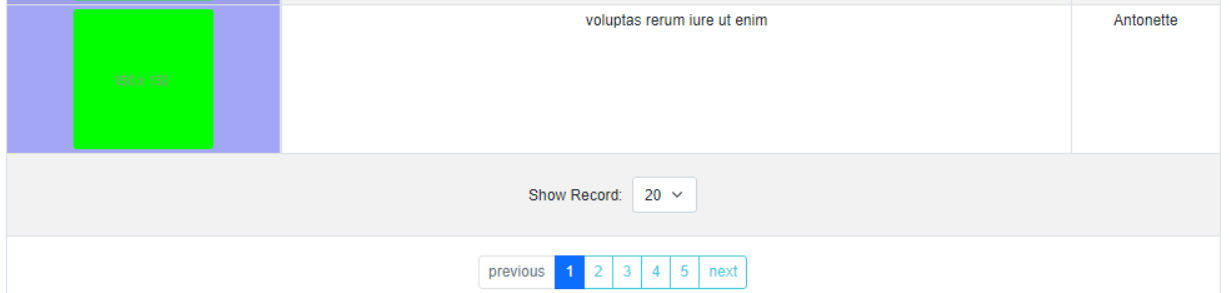 voluptas rerum iure ut enim
Antonette
150 x 150
Show Record: 20
previous 1 2 3 4 5 next